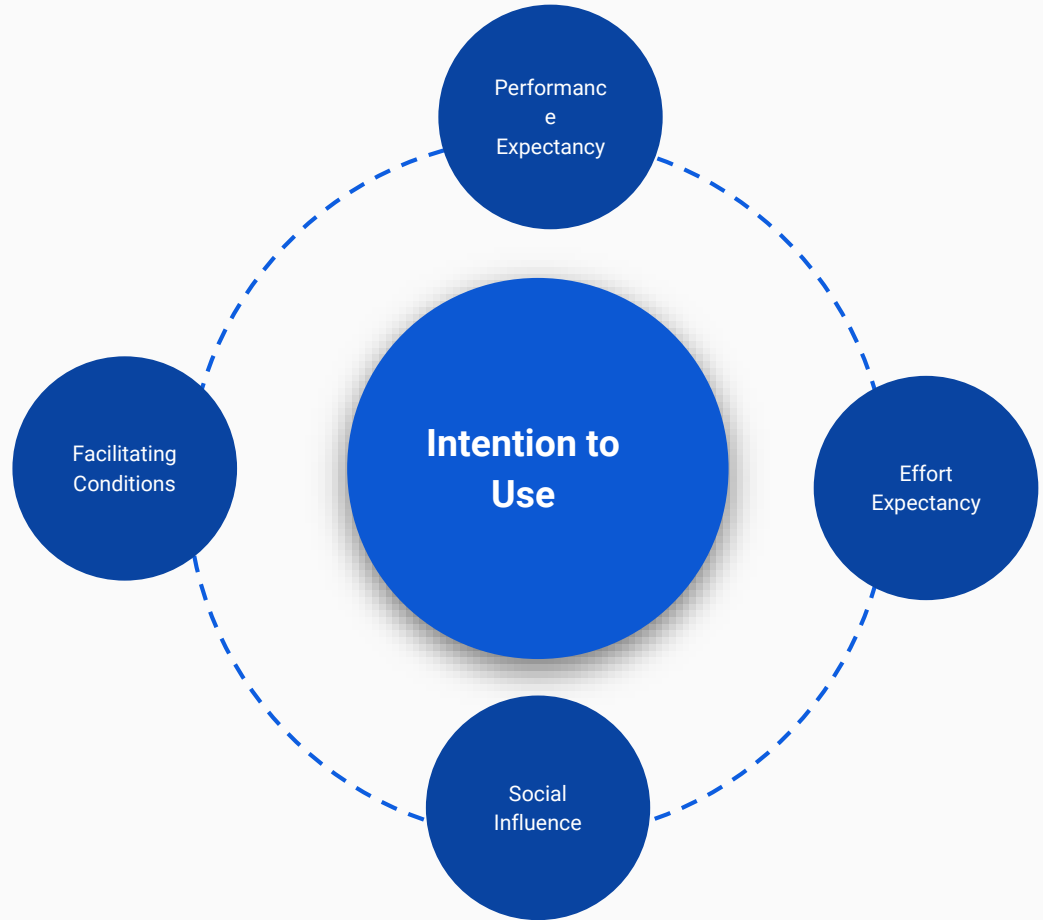 Performanc
e
Expectancy
Intention to
Use
Facilitating
Conditions
Effort
Expectancy
Social
Influence